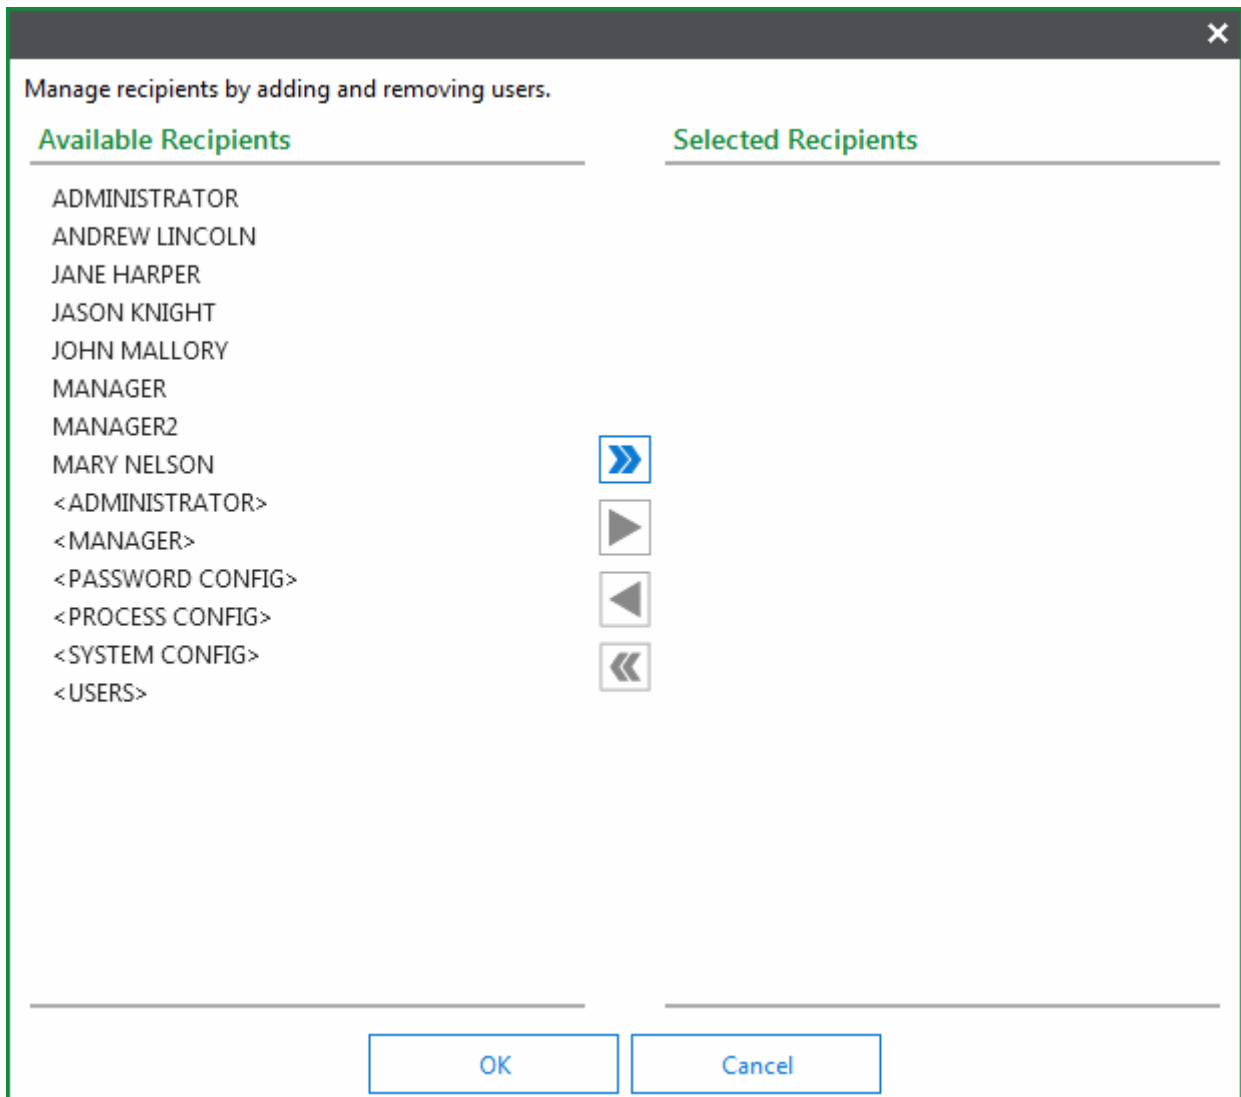 Manage recipients by adding and removing users.
Available Recipients
Selected Recipients
ADMINISTRATOR
ANDREW LINCOLN
JANE HARPER
JASON KNIGHT
JOHN MALLORY
MANAGER
MANAGER2
MARY NELSON
<ADMINISTRATOR>
<MANAGER>
<PASSWORD CONFIG>
<PROCESS CONFIG>
<SYSTEM CONFIG>
<USERS>
OK
Cancel